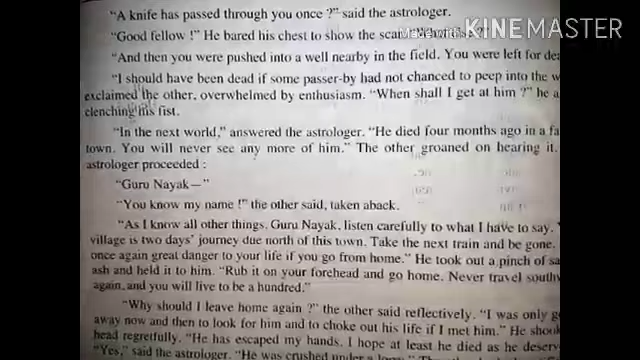 "A knife has passed through you once ?" said the astrologer.
"Good fellow !" He bared his chest to show the scar. "What else ?"
Made with
KINEMASTER
"And then you were pushed into a well nearby in the field. You were left for dea
"I should have been dead if some passer-by had not chanced to peep into the w
exclaimed the other, overwhelmed by enthusiasm. "When shall I get at him ?" he a
clenching his fist.
"In the next world," answered the astrologer. "He died four months ago in a fa
town. You will never see any more of him." The other groaned on hearing it.
astrologer proceeded :
"Guru Nayak—"
"You know my name !" the other said, taken aback.
"As I know all other things. Guru Nayak, listen carefully to what I have to say.
village is two days' journey due north of this town. Take the next train and be gone.
once again great danger to your life if you go from home." He took out a pinch of sa
ash and held it to him. "Rub it on your forehead and go home. Never travel southw
again, and you will live to be a hundred."
"Why should I leave home again ?" the other said reflectively. "I was only g
away now and then to look for him and to choke out his life if I met him." He shook
head regretfully. "He has escaped my hands. I hope at least he died as he deserv
"Yes," said the astrologer. "He was crushed under a